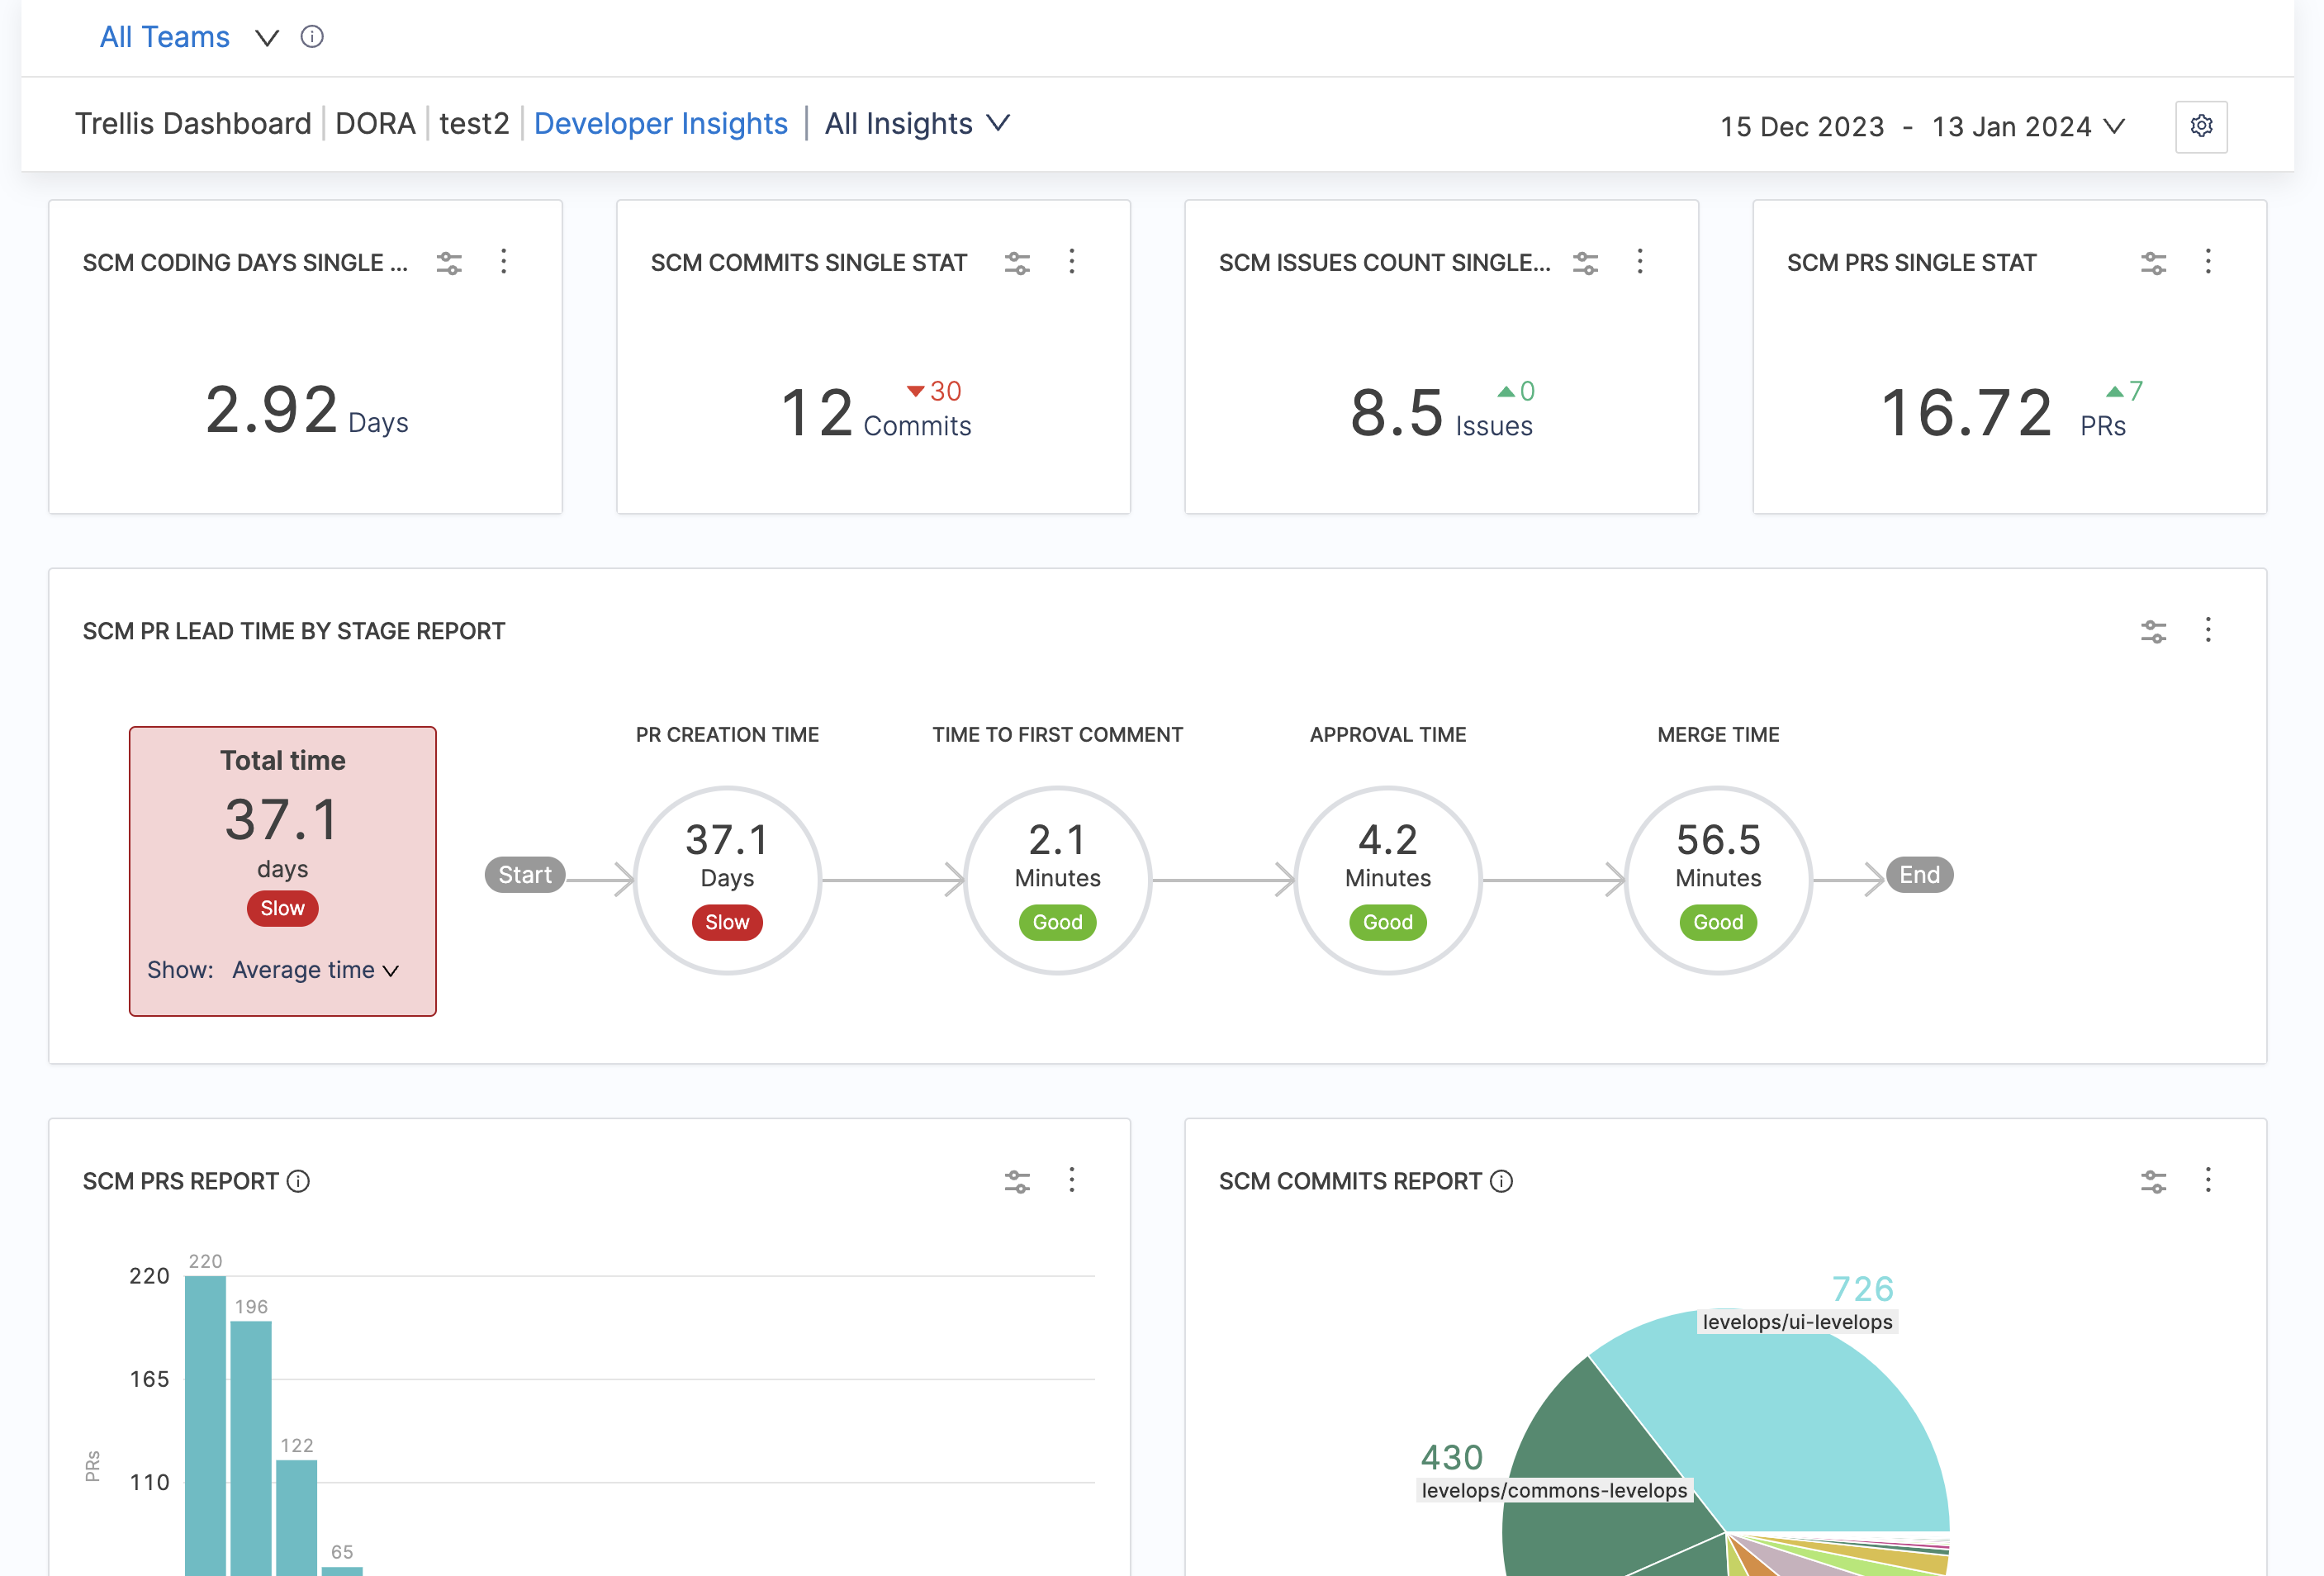 All Teams
Trellis Dashboard | DORA | test2 | Developer Insights | All Insights
15 Dec 2023 - 13 Jan 2024
SCM CODING DAYS SINGLE ...
2.92 Days
SCM COMMITS SINGLE STAT
30
12 Commits
SCM ISSUES COUNT SINGLE...
0
8.5 Issues
SCM PRS SINGLE STAT
7
16.72 PRs
SCM PR LEAD TIME BY STAGE REPORT
Total time
37.1
days
Slow
Show: Average time
Start
PR CREATION TIME
37.1
Days
Slow
TIME TO FIRST COMMENT
2.1
Minutes
Good
APPROVAL TIME
4.2
Minutes
Good
MERGE TIME
56.5
Minutes
Good
End
SCM PRS REPORT
220
165
110
PRs
220
196
122
65
SCM COMMITS REPORT
726
levelops/ui-levelops
430
levelops/commons-levelops